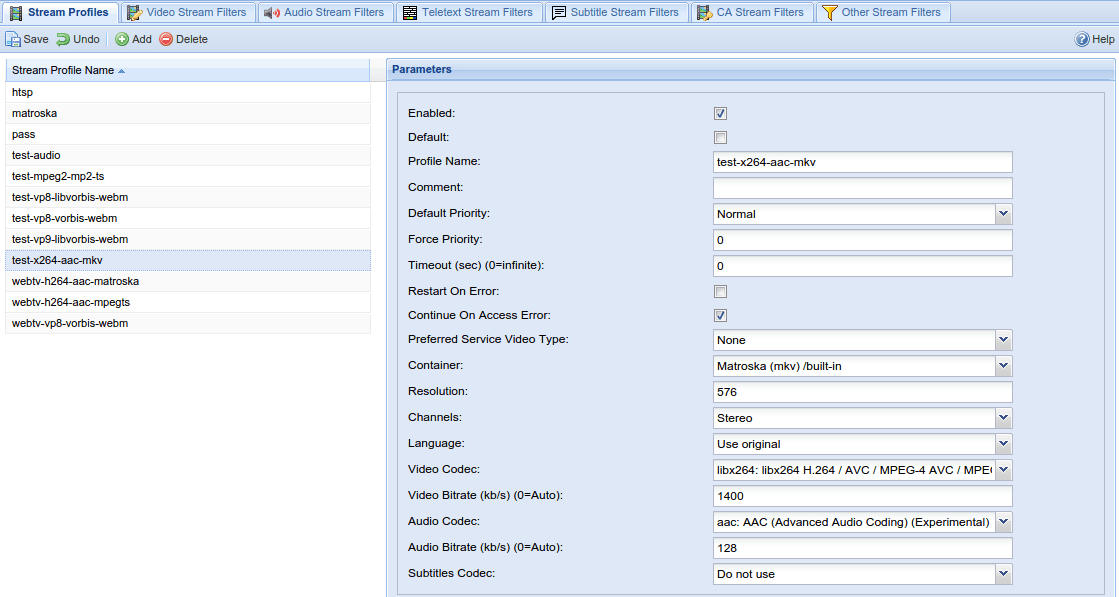 Stream Profiles Video Stream Filters Audio Stream Filters Teletext Stream Filters Subtitle Stream Filters CA Stream Filters Other Stream Filters
Save Undo Add Delete Help
Stream Profile Name
htsp
matroska
pass
test-audio
test-mpeg2-mp2-ts
test-vp8-libvorbis-webm
test-vp8-vorbis-webm
test-vp9-libvorbis-webm
test-x264-aac-mkv
webtv-h264-aac-matroska
webtv-h264-aac-mpegts
webtv-vp8-vorbis-webm
Parameters
Enabled:
Default:
Profile Name: test-x264-aac-mkv
Comment:
Default Priority: Normal
Force Priority: 0
Timeout (sec) (0=infinite): 0
Restart On Error:
Continue On Access Error:
Preferred Service Video Type: None
Container: Matroska (mkv) /built-in
Resolution: 576
Channels: Stereo
Language: Use original
Video Codec: libx264: libx264 H.264 / AVC / MPEG-4 AVC / MPE
Video Bitrate (kb/s) (0=Auto): 1400
Audio Codec: aac: AAC (Advanced Audio Coding) (Experimental)
Audio Bitrate (kb/s) (0=Auto): 128
Subtitles Codec: Do not use